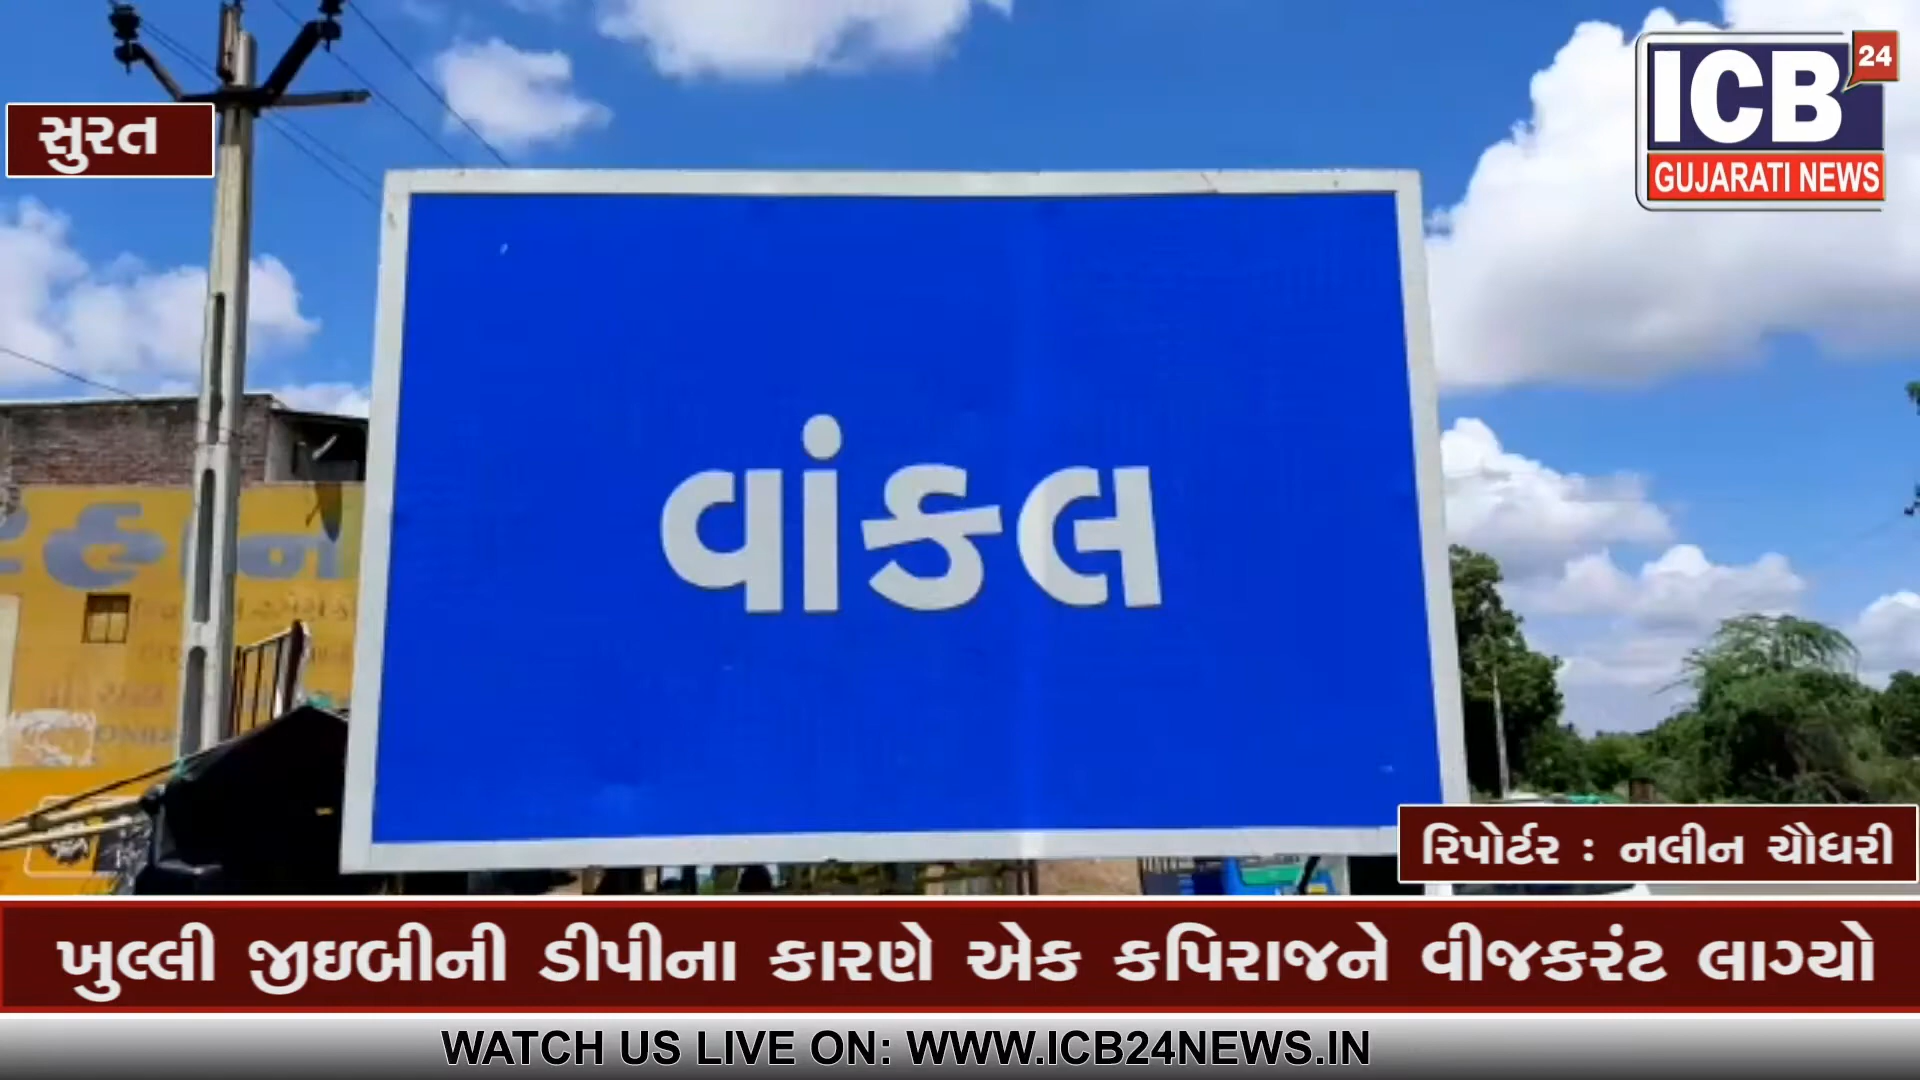 સુરત
ICB 24
GUJARATI NEWS
વાંકલ
રિપોર્ટર : નલીન ચૌધરી
ખુલ્લી જીઇબીની ડીપીના કારણે એક કપિરાજને વીજકરંટ લાગ્યો
WATCH US LIVE ON: WWW.ICB24NEWS.IN